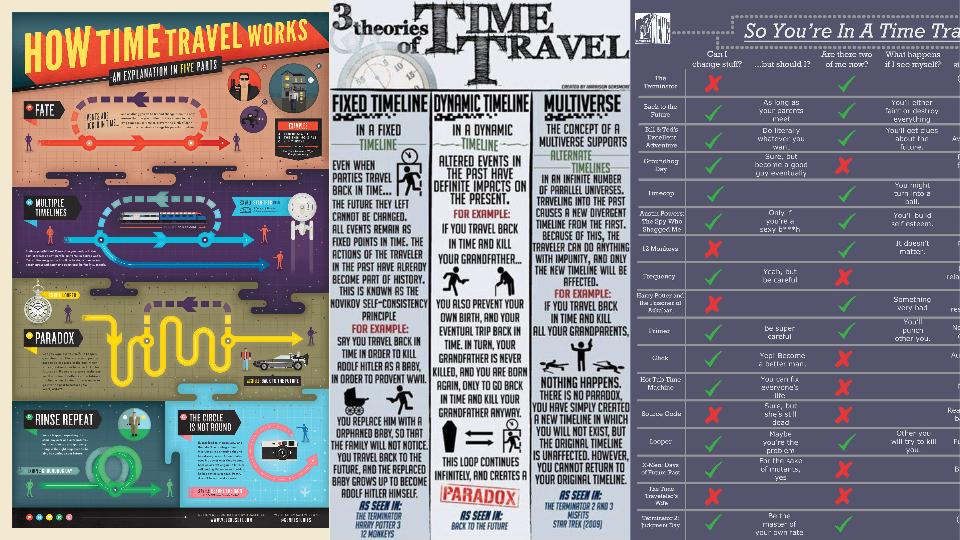 HOW TIME TRAVEL WORKS
AN EXPLANATION IN FIVE PARTS
FATE
MULTIPLE
TIMELINES
PARADOX
BACK TO THE FUTURE
RINSE REPEAT
THE CIRCLE
IS NOT ROUND
3 theories
of TIME
TRAVEL
FIXED TIMELINE
IN A FIXED
TIMELINE
EVEN WHEN
PARTIES TRAVEL
BACK IN TIME...
THE FUTURE THEY LEFT
CANNOT BE CHANGED.
ALL EVENTS REMAIN AS
FIXED POINTS IN TIME. THE
ACTIONS OF THE TRAVELER
IN THE PAST HAVE ALREADY
BECOME PART OF HISTORY.
THIS IS KNOWN AS THE
NOVIKOV SELF-CONSISTENCY
PRINCIPLE
FOR EXAMPLE:
SAY YOU TRAVEL BACK IN
TIME IN ORDER TO KILL
ADOLF HITLER AS A BABY,
IN ORDER TO PREVENT WWII.
YOU REPLACE HIM WITH A
ORPHANED BABY, SO THAT
THE FAMILY WILL NOT NOTICE.
YOU TRAVEL BACK TO THE
FUTURE, AND THE REPLACED
BABY GROWS UP TO BECOME
ADOLF HITLER HIMSELF.
AS SEEN IN:
THE TERMINATOR
HARRY POTTER 3
12 MONKEYS
DYNAMIC TIMELINE
IN A DYNAMIC
TIMELINE
ALTERED EVENTS IN
THE PAST HAVE
DEFINITE IMPACTS ON
THE PRESENT.
FOR EXAMPLE:
IF YOU TRAVEL BACK
IN TIME AND KILL
YOUR GRANDFATHER...
YOU ALSO PREVENT YOUR
OWN BIRTH, AND YOUR
EVENTUAL TRIP BACK IN
TIME. IN TURN, YOUR
GRANDFATHER IS NEVER
KILLED, AND YOU ARE BORN
AGAIN, ONLY TO GO BACK
IN TIME AND KILL YOUR
GRANDFATHER ANYWAY.
THIS LOOP CONTINUES
INFINITELY, AND CREATES A
PARADOX
AS SEEN IN:
BACK TO THE FUTURE
MULTIVERSE
THE CONCEPT OF A
MULTIVERSE SUPPORTS
ALTERNATE
TIMELINES
IN AN INFINITE NUMBER
OF PARALLEL UNIVERSES.
TRAVELING INTO THE PAST
CAUSES A NEW DIVERGENT
TIMELINE FROM THE FIRST.
BECAUSE OF THIS, THE
TRAVELER CAN DO ANYTHING
WITH IMPUNITY, AND ONLY
THE NEW TIMELINE WILL BE
AFFECTED.
FOR EXAMPLE:
IF YOU TRAVEL BACK
IN TIME AND KILL
ALL YOUR GRANDPARENTS,
NOTHING HAPPENS.
THERE IS NO PARADOX,
YOU HAVE SIMPLY CREATED
A NEW TIMELINE IN WHICH
YOU WILL NOT EXIST, BUT
THE ORIGINAL TIMELINE
IS UNAFFECTED. HOWEVER,
YOU CANNOT RETURN TO
YOUR ORIGINAL TIMELINE.
AS SEEN IN:
THE TERMINATOR 2 AND 3
MISFITS
STAR TREK (2009)
So You're In A Time Tra
Can I
change stuff?
...but should I?
Are there two
of me now?
What happens
if I see myself?
The
Terminator
Back to the
Future
As long as
your parents
meet
You'll either
faint or destroy
everything
Bill & Ted's
Excellent
Adventure
Do literally
whatever you
want.
You'll get clues
about the
future.
Groundhog
Day
Sure, but
become a good
guy eventually
Timecop
You might
turn into a
ball.
Austin Powers:
The Spy Who
Shagged Me
Only if
you're a
sexy b***h
You'll build
self esteem.
12 Monkeys
It doesn't
matter.
Frequency
Yeah, but
be careful
Harry Potter and
the Prisoner of
Azkaban
Something
very bad
Primer
Be super
careful
You'll
punch
other you.
Click
Yep! Become
a better man.
Hot Tub Time
Machine
You can fix
everyone's
life
Source Code
Sure, but
she's still
dead
Looper
Maybe
you're the
problem
Other you
will try to kill
you.
X-Men: Days
of Future Past
For the sake
of mutants,
yes
The Time
Traveler's
Wife
Terminator 2:
Judgment Day
Be the
master of
your own fate